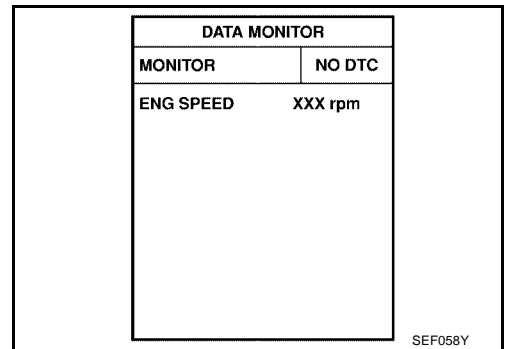 DATA MONITOR
MONITOR NO DTC
ENG SPEED XXX rpm
SEF058Y